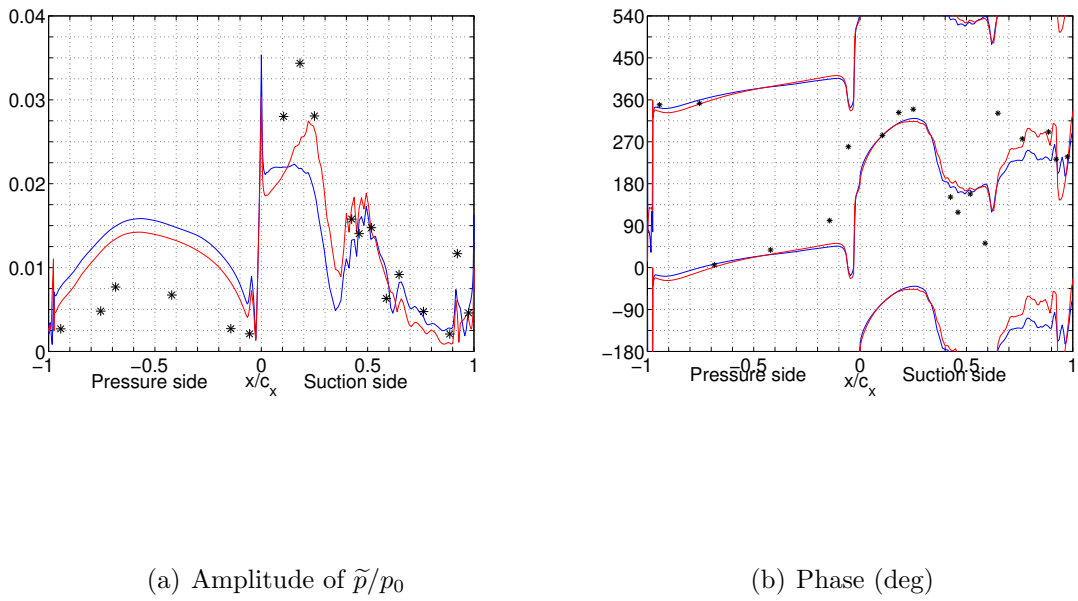 0.04
0.03
0.02
0.01
0
−1 −0.5 0 0.5 1
Pressure side x/cx Suction side
540
450
360
270
180
90
0
−90
−180
−1 −0.5 0 0.5 1
Pressure side x/cx Suction side
(a) Amplitude of p̃/p₀
(b) Phase (deg)